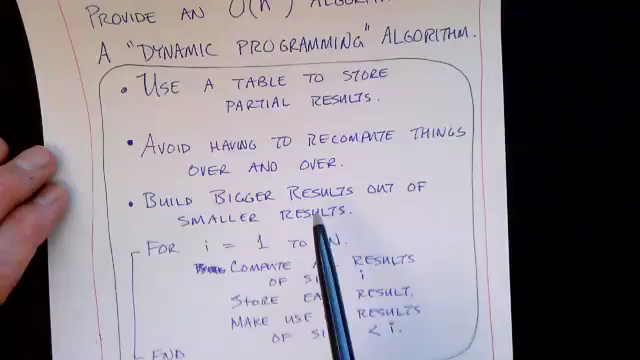 PROVIDE AN O(n ) ALGORITHM
A "DYNAMIC PROGRAMMING" ALGORITHM.
• USE A TABLE TO STORE
PARTIAL RESULTS.
• AVOID HAVING TO RECOMPUTE THINGS
OVER AND OVER.
• BUILD BIGGER RESULTS OUT OF
SMALLER RESULTS.
FOR i = 1 TO N.
COMPUTE RESULTS
OF i
STORE RESULT.
MAKE USE RESULTS
OF < i.
END